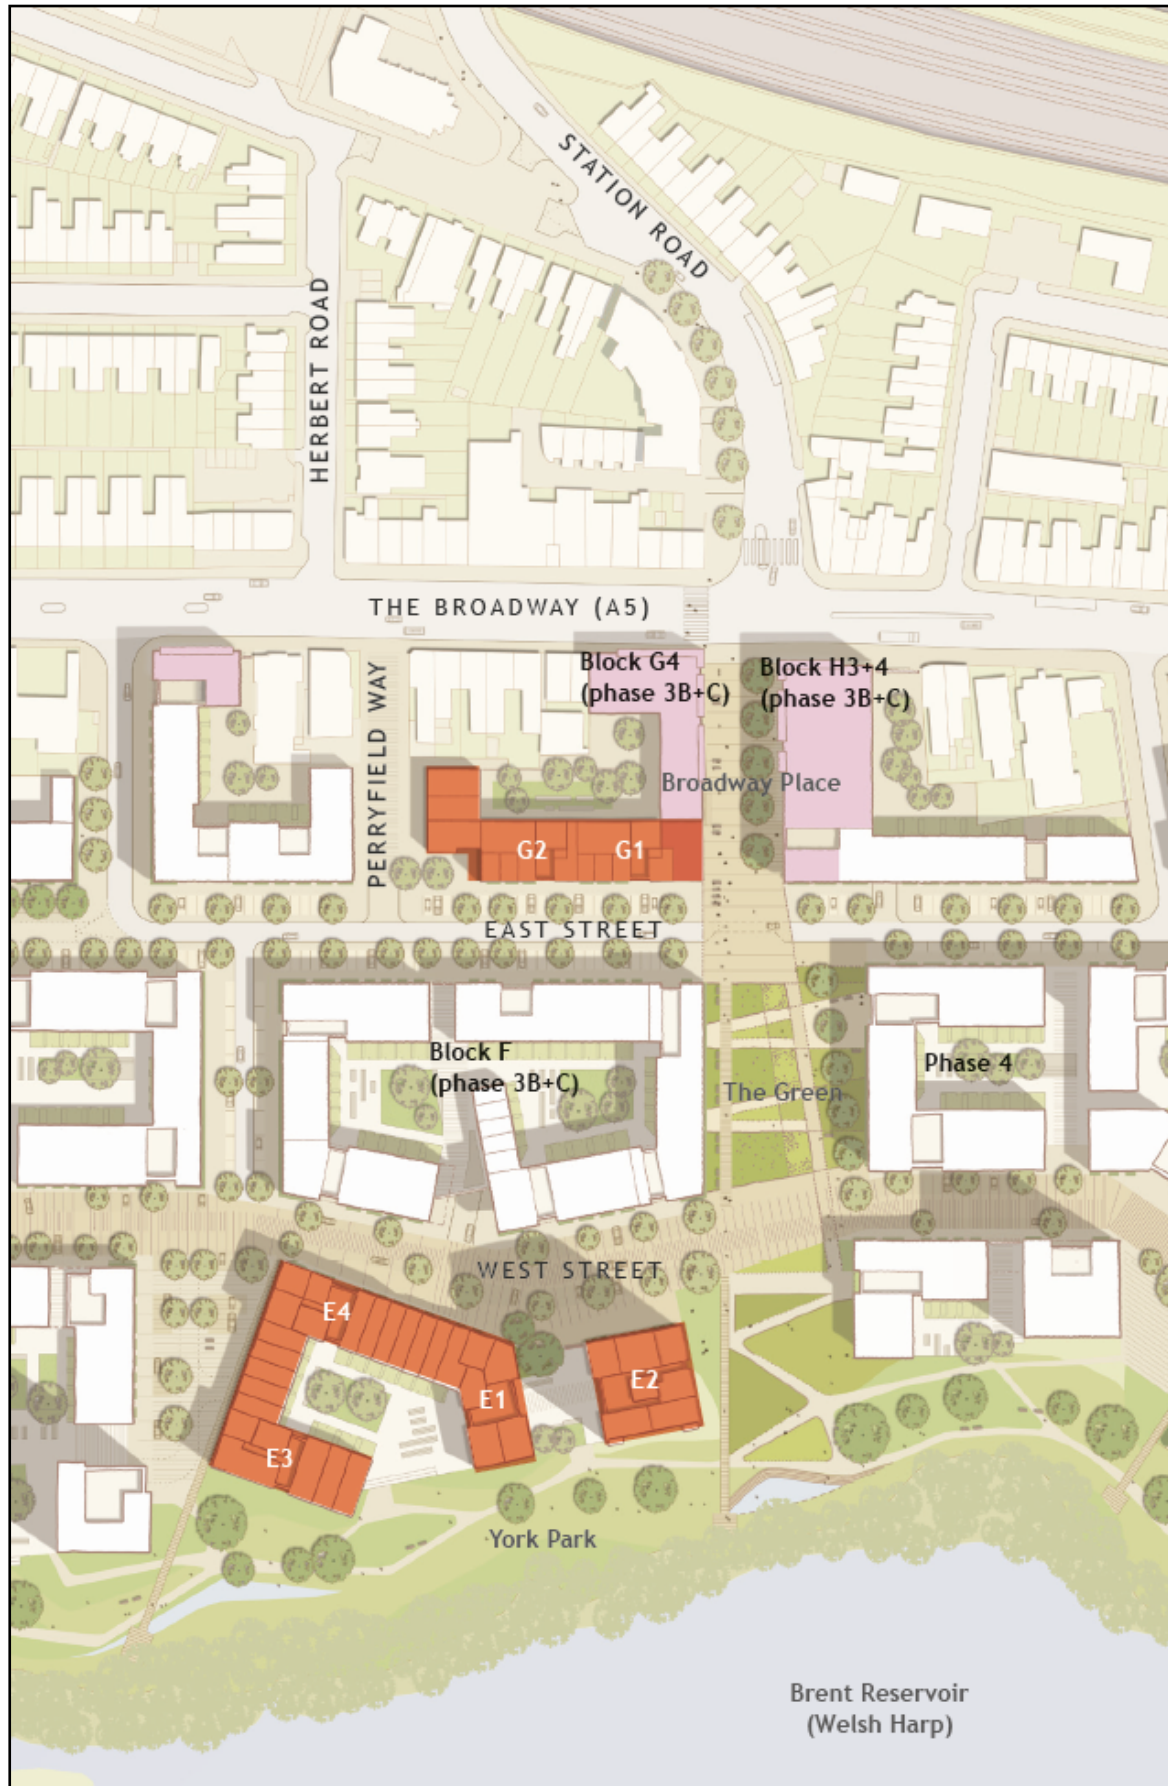 STATION ROAD
HERBERT ROAD
THE BROADWAY (A5)
Block G4
(phase 3B+C)
Block H3+4
(phase 3B+C)
PERRYFIELD WAY
Broadway Place
G2
G1
EAST STREET
Block F
(phase 3B+C)
Phase 4
The Green
WEST STREET
E4
E1
E2
E3
York Park
Brent Reservoir
(Welsh Harp)